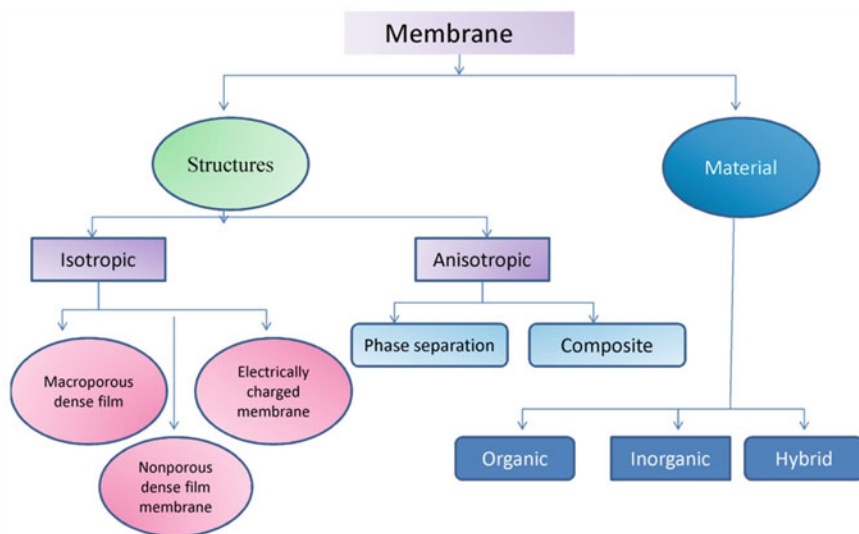 Membrane
Structures
Material
Isotropic
Anisotropic
Phase separation
Composite
Macroporous
dense film
Electrically
charged
membrane
Nonporous
dense film
membrane
Organic
Inorganic
Hybrid